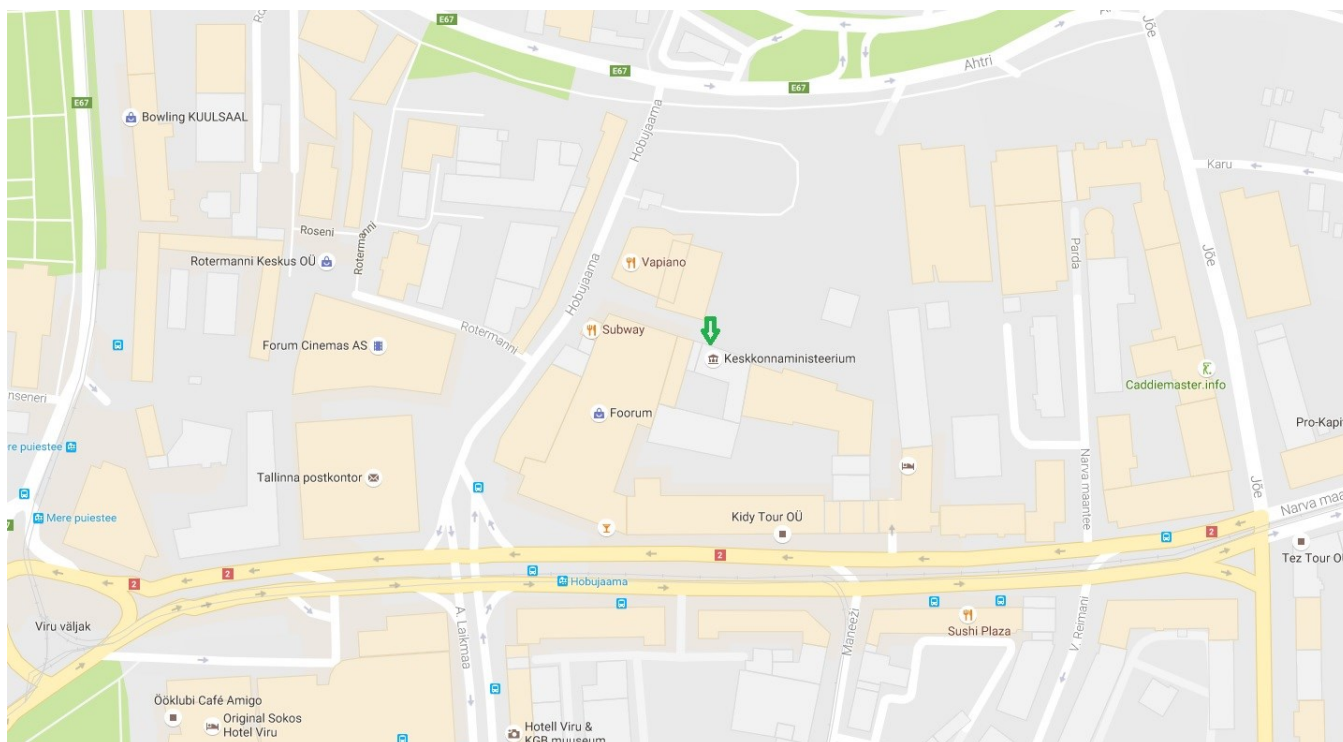 E67
E67
E67
E67
Ahtri
Jõe
Bowling KUULSAAL
Hobujaama
Karu
Roseni
Rotermanni
Rotermanni Keskus OÜ
Vapiano
Parda
Jõe
Hobujaama
Subway
Rotermanni
Forum Cinemas AS
Keskkonnaministeerium
Caddiemaster.info
nseneri
Foorum
Pro-Kapi
re puiestee
Tallinna postkontor
Narva maantee
Jõe
Mere puiestee
Kidy Tour OÜ
Narva maa
2
2
2
2
Tez Tour O
Hobujaama
Viru väljak
A. Laikmaa
Maneeži
Sushi Plaza
V. Reimani
Ööklubi Café Amigo
Original Sokos
Hotel Viru
Hotell Viru &
KGB muuseum